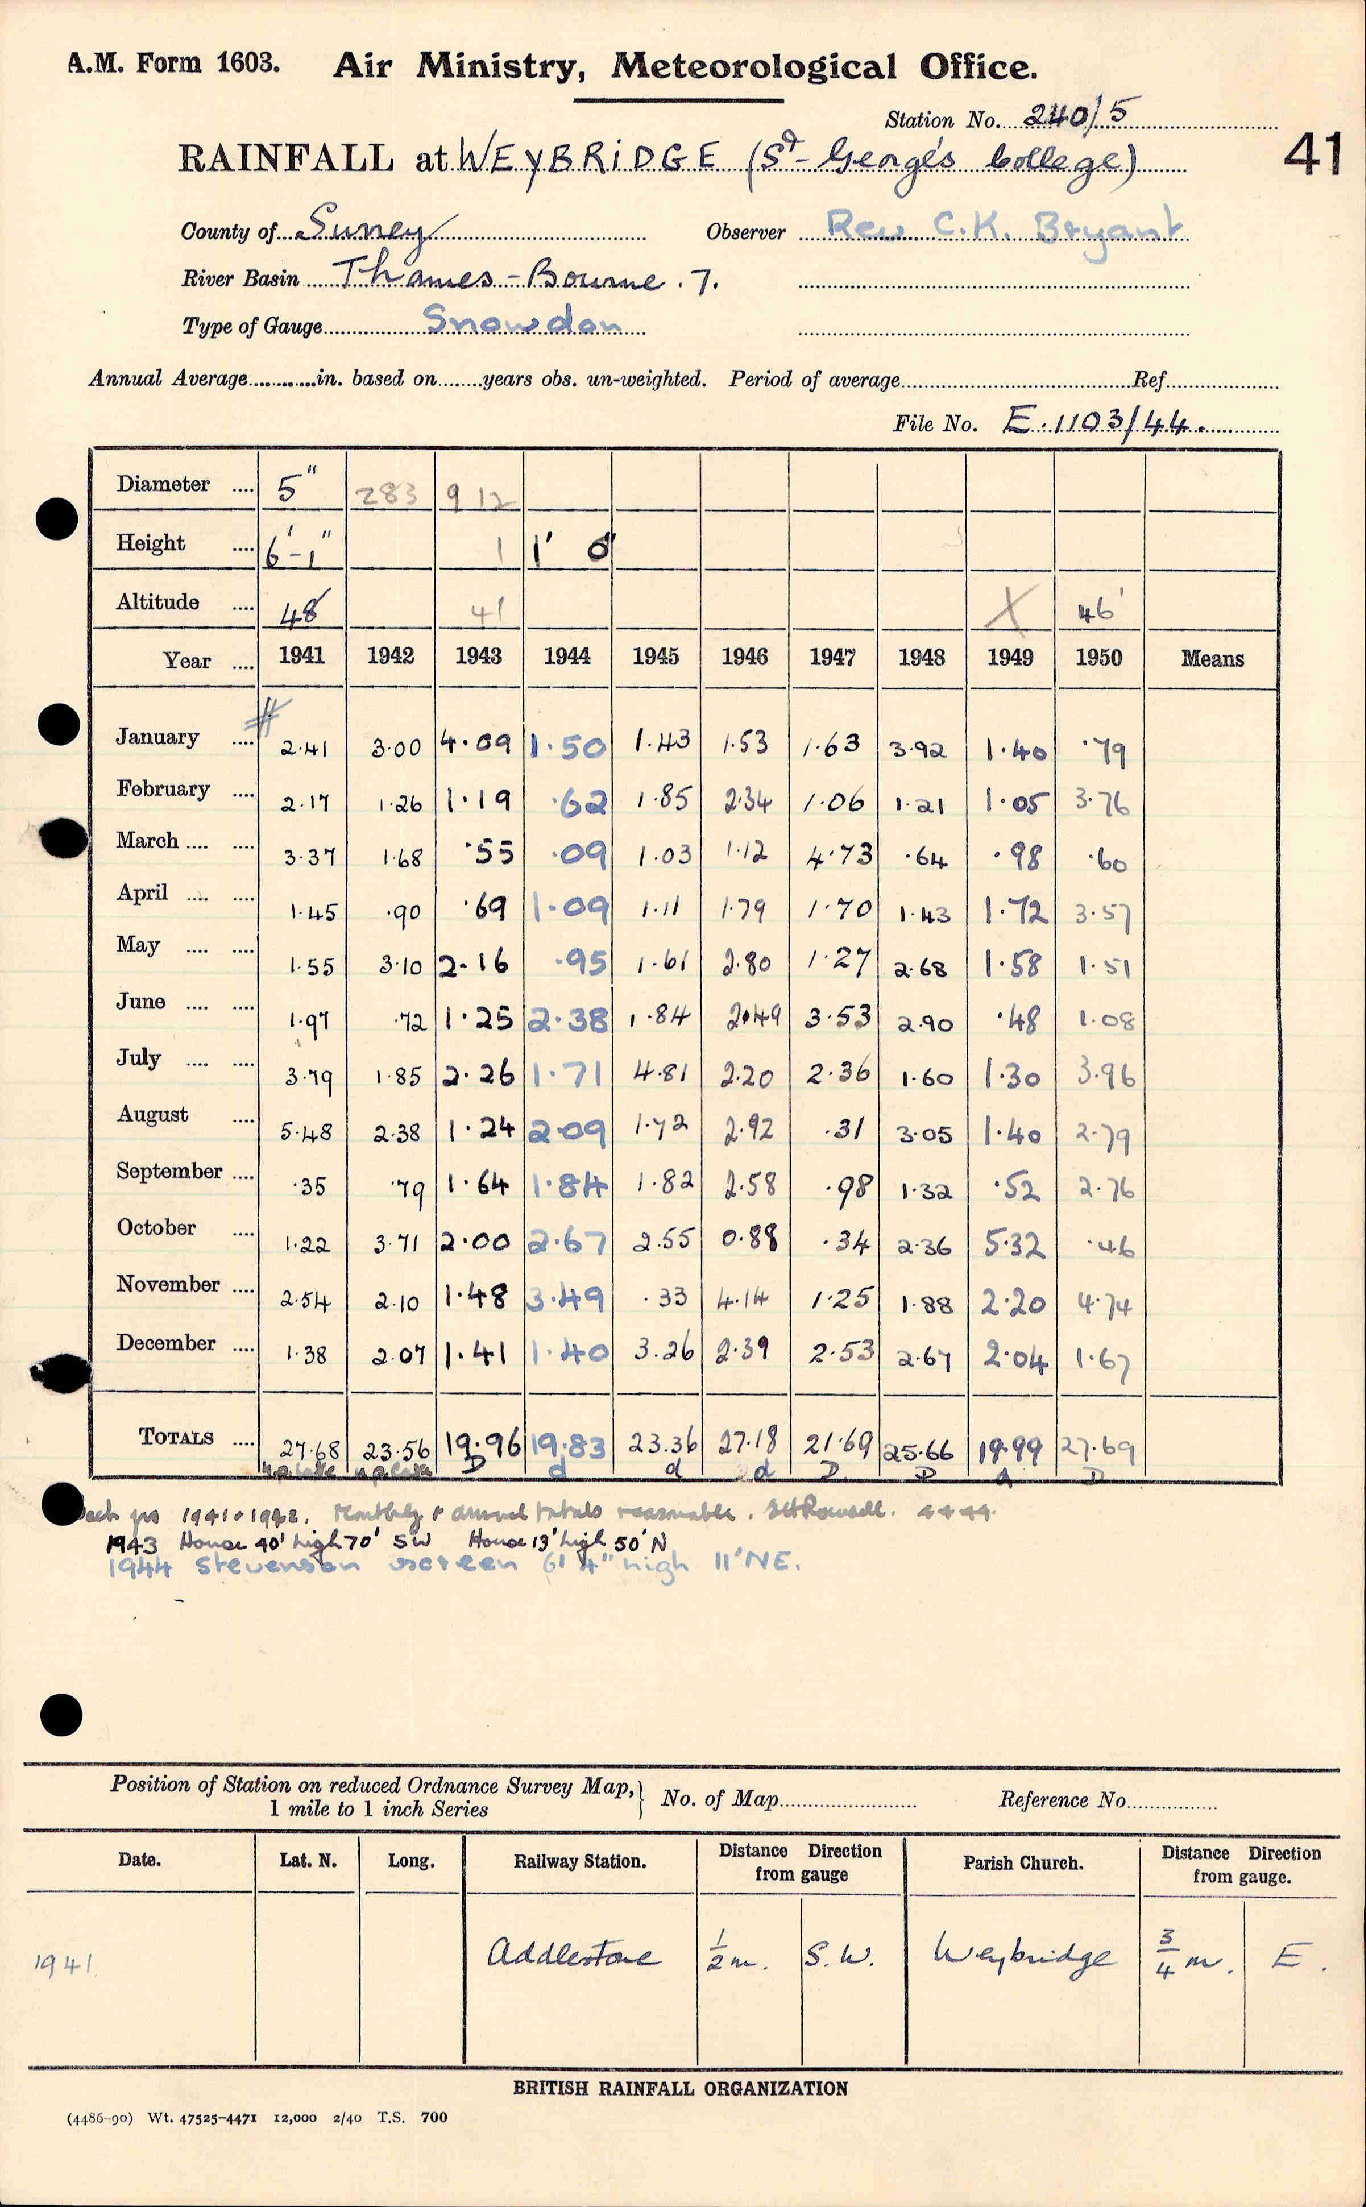 A.M. Form 1603. Air Ministry, Meteorological Office.
Station No. 240/5
RAINFALL at WEYBRIDGE (St. George's College)
41
County of Surrey Observer Rev C.K. Bryant
River Basin Thames - Bourne. 7.
Type of Gauge Snowdon
Annual Average............in. based on........years obs. un-weighted. Period of average.............Ref.............
File No. E.1103/44.
Diameter .... 5" 283 9 12
Height .... 6'-1" 1 1' 0"
Altitude .... 48' 41 X 46'
Year .... 1941 1942 1943 1944 1945 1946 1947 1948 1949 1950 Means
January .... 2.41 3.00 4.09 1.50 1.43 1.53 1.63 3.92 1.40 .79
February .... 2.17 1.26 1.19 .62 1.85 2.34 1.06 1.21 1.05 3.76
March .... .... 3.37 1.68 .55 .09 1.03 1.12 4.73 .64 .98 .60
April .... .... 1.45 .90 .69 1.09 1.11 1.79 1.70 1.43 1.72 3.57
May .... .... 1.55 3.10 2.16 .95 1.61 2.80 1.27 2.68 1.58 1.51
June .... .... 1.97 .72 1.25 2.38 1.84 2.49 3.53 2.90 .48 1.08
July .... .... 3.79 1.85 2.26 1.71 4.81 2.20 2.36 1.60 1.30 3.96
August .... 5.48 2.38 1.24 2.09 1.72 2.92 .31 3.05 1.40 2.79
September .... .35 .79 1.64 1.84 1.82 2.58 .98 1.32 .52 2.76
October .... 1.22 3.71 2.00 2.67 2.55 0.88 .34 2.36 5.32 .46
November .... 2.54 2.10 1.48 3.49 .33 4.14 1.25 1.88 2.20 4.74
December .... 1.38 2.07 1.41 1.40 3.26 2.39 2.53 2.67 2.04 1.67
TOTALS .... 27.68 23.56 19.96 19.83 23.36 27.18 21.69 25.66 19.99 27.69
D d d d D D a D
1941 + 1942. Monthly + annual totals reasonable. 4.4.44.
1943 House 40' high 70' SW House 13' high 50' N
1944 Stevenson screen 6' 4" high 11' NE.
Position of Station on reduced Ordnance Survey Map, 1 mile to 1 inch Series } No. of Map............ Reference No............
Date. Lat. N. Long. Railway Station. Distance Direction from gauge Parish Church. Distance Direction from gauge.
1941. Addlestone 1/2 m. S.W. Weybridge 3/4 m. E.
BRITISH RAINFALL ORGANIZATION
(4486-90) Wt. 47525-4471 12,000 2/40 T.S. 700